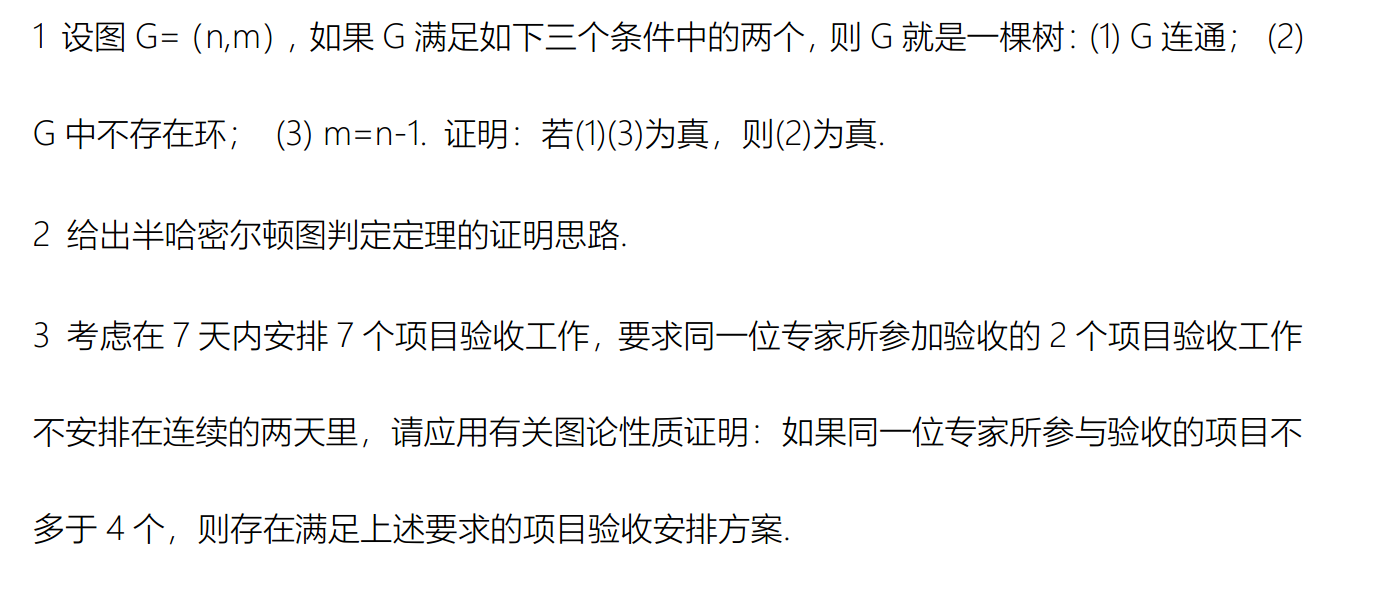 1 设图 G=（n,m）, 如果 G 满足如下三个条件中的两个, 则 G 就是一棵树: (1) G 连通； (2)
G 中不存在环； (3) m=n-1. 证明：若(1)(3)为真，则(2)为真.
2 给出半哈密尔顿图判定定理的证明思路.
3 考虑在 7 天内安排 7 个项目验收工作，要求同一位专家所参加验收的 2 个项目验收工作
不安排在连续的两天里，请应用有关图论性质证明：如果同一位专家所参与验收的项目不
多于 4 个，则存在满足上述要求的项目验收安排方案.